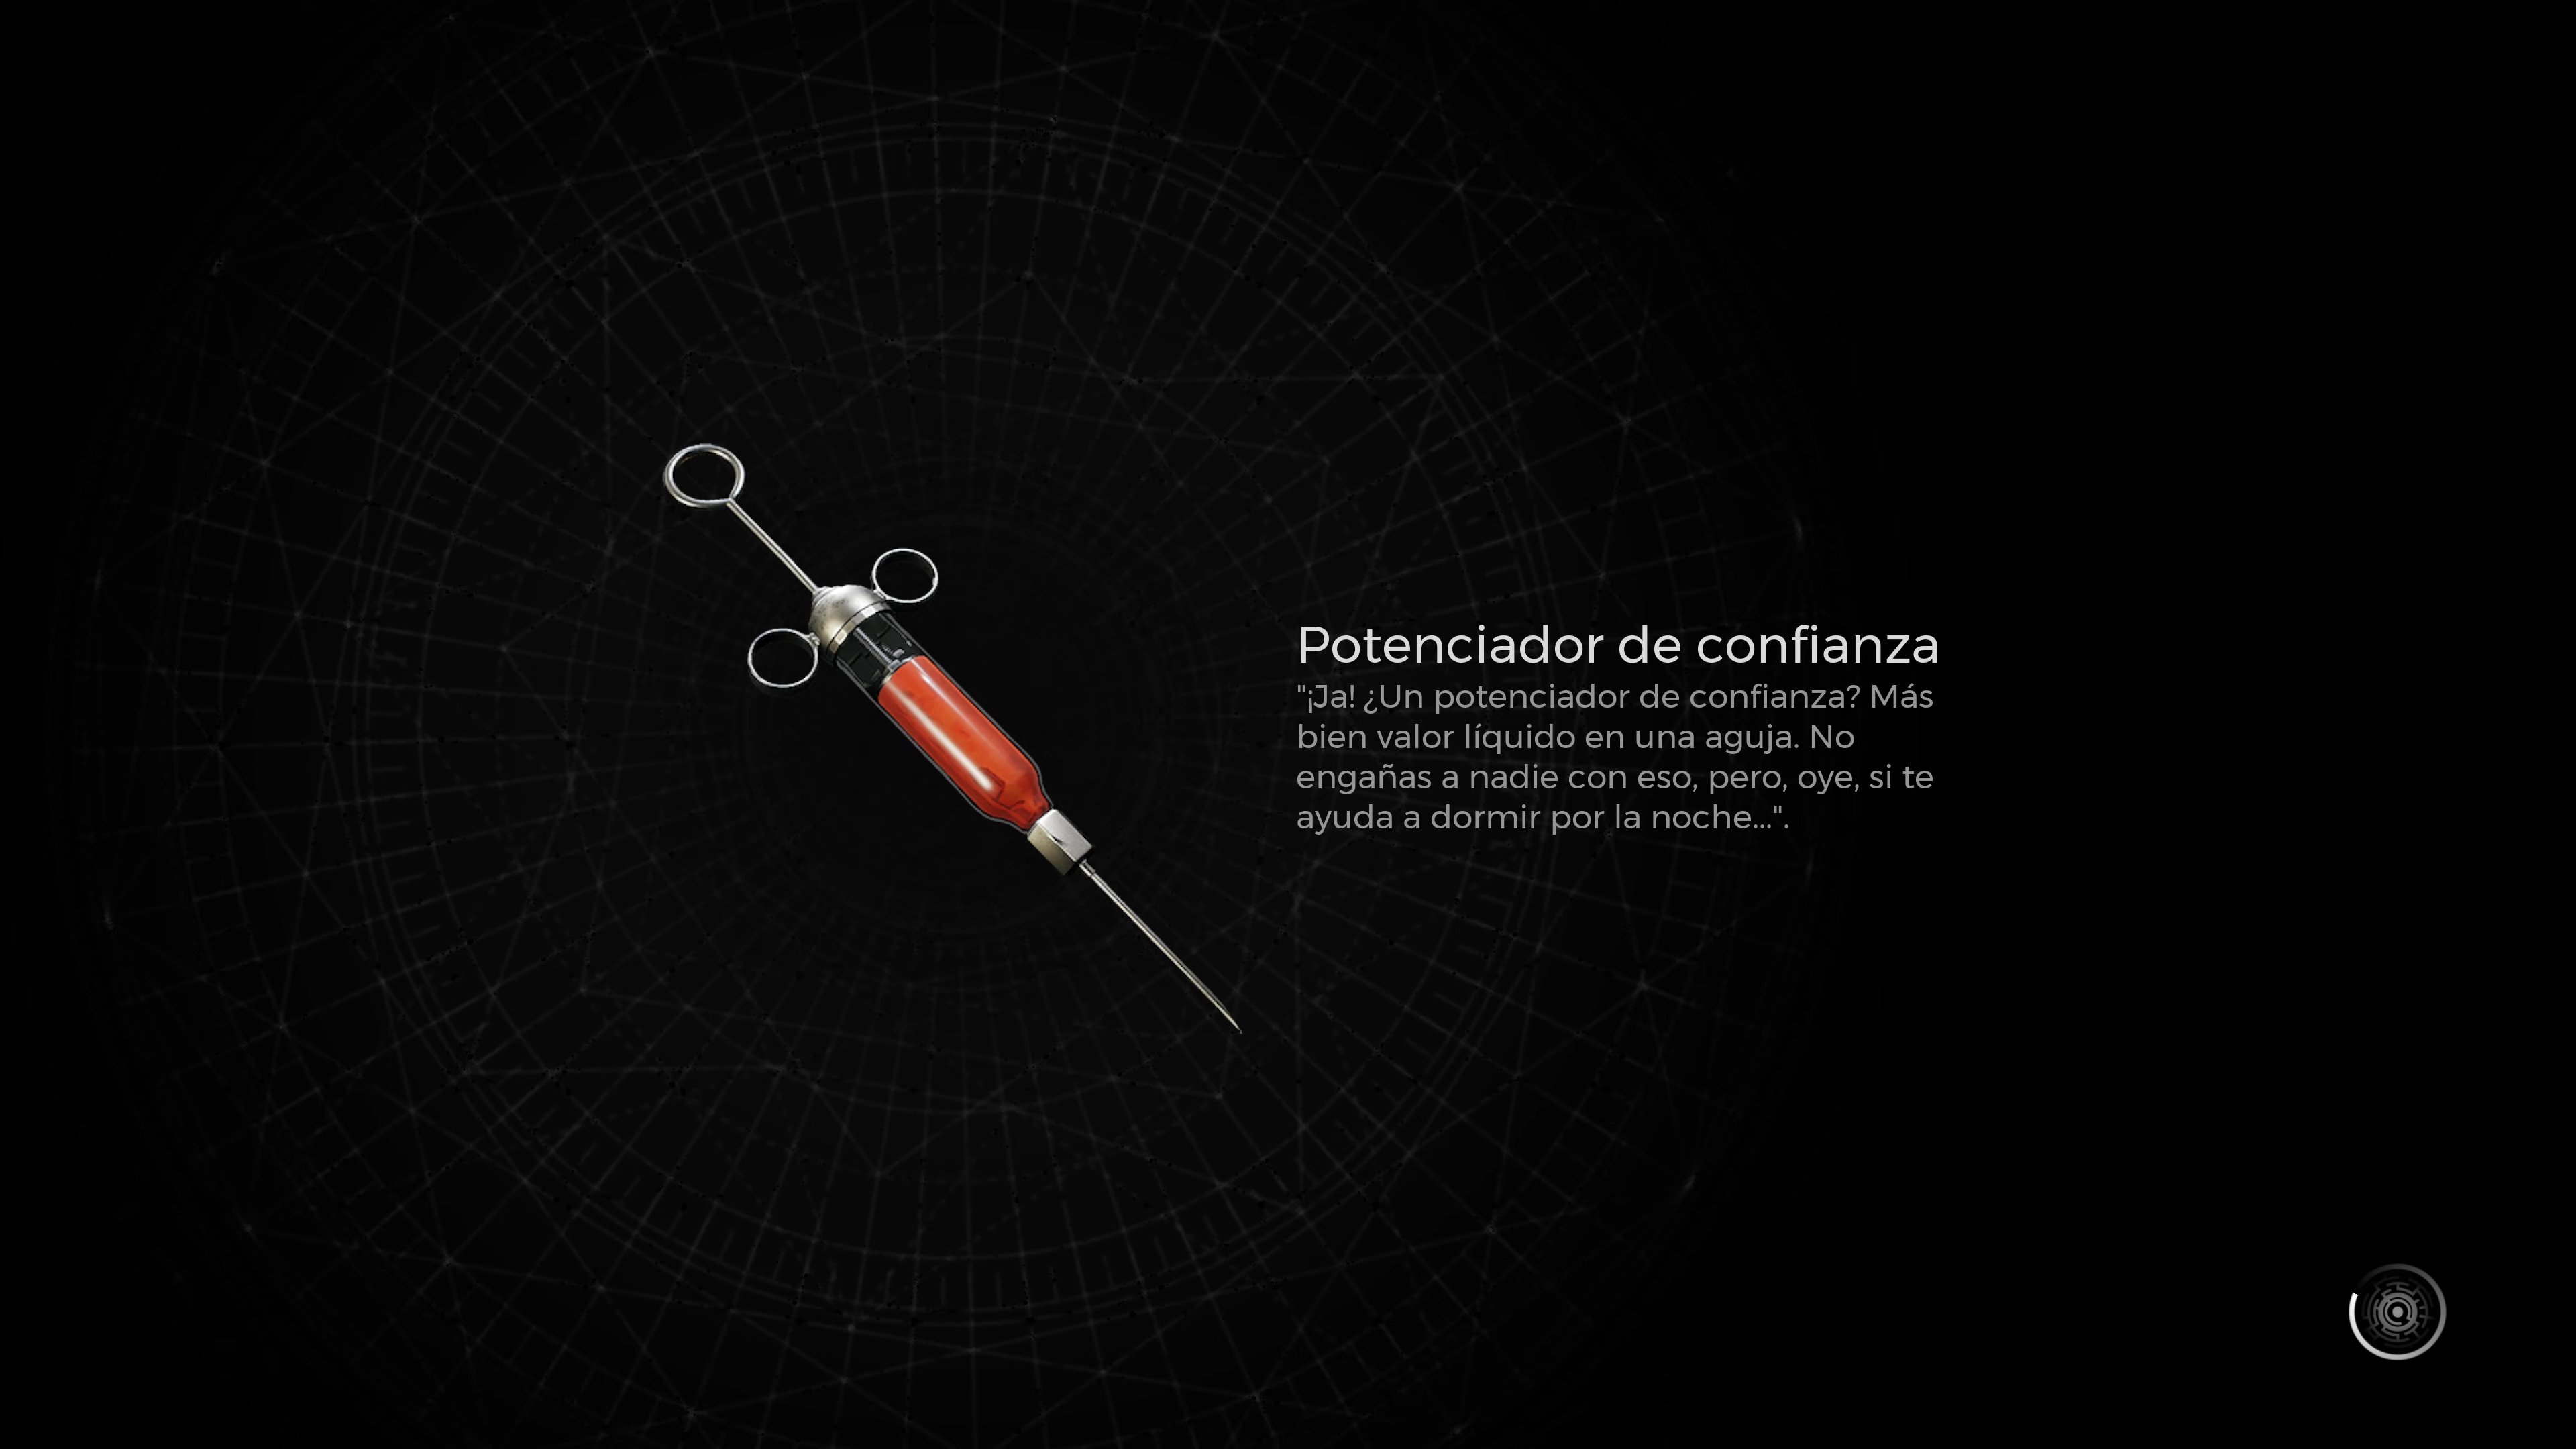 Potenciador de confianza
"¡Ja! ¿Un potenciador de confianza? Más
bien valor líquido en una aguja. No
engañas a nadie con eso, pero, oye, si te
ayuda a dormir por la noche...".